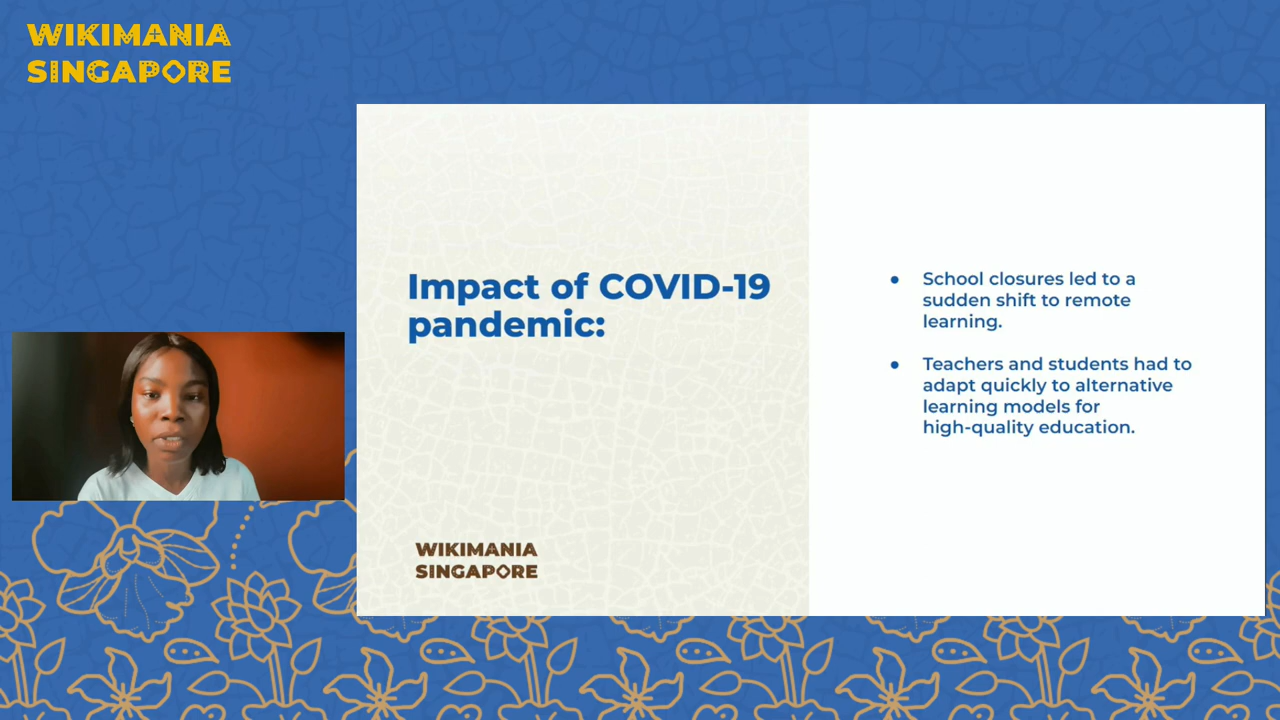 WIKIMANIA
SINGAPORE
Impact of COVID-19
pandemic:
● School closures led to a
sudden shift to remote
learning.
● Teachers and students had to
adapt quickly to alternative
learning models for
high-quality education.
WIKIMANIA
SINGAPORE